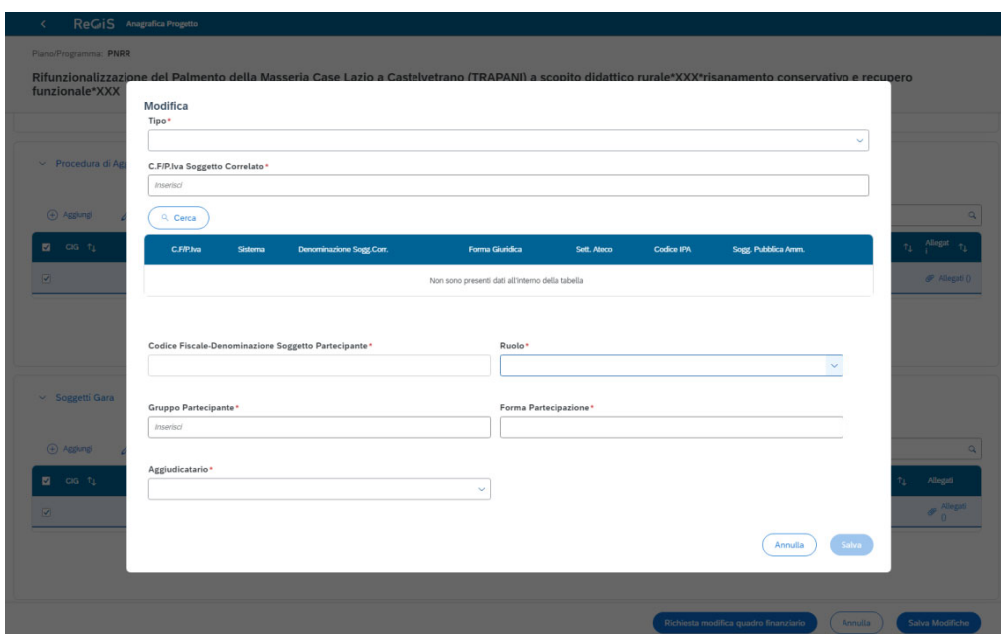 ReGiS Anagrafica Progetto
Piano/Programma: PNRR
Rifunzionalizzazione del Palmento della Masseria Case Lazio a Castelvetrano (TRAPANI) a scopito didattico rurale*XXX*risanamento conservativo e recupero
funzionale*XXX
Modifica
Tipo*
Procedura di Ag
C.F/P.Iva Soggetto Correlato*
Inserisci
Aggiungi
Cerca
CIG
C.F/P.Iva Sistema Denominazione Sogg.Corr. Forma Giuridica Sett. Ateco Codice IPA Sogg. Pubblica Amm.
Allegat
i
Non sono presenti dati all'interno della tabella
Allegati ()
Codice Fiscale-Denominazione Soggetto Partecipante* Ruolo*
Soggetti Gara
Gruppo Partecipante* Forma Partecipazione*
Inserisci
Aggiungi
Aggiudicatario*
CIG
Allegati
Allegati
()
Annulla Salva
Richiesta modifica quadro finanziario Annulla Salva Modifiche